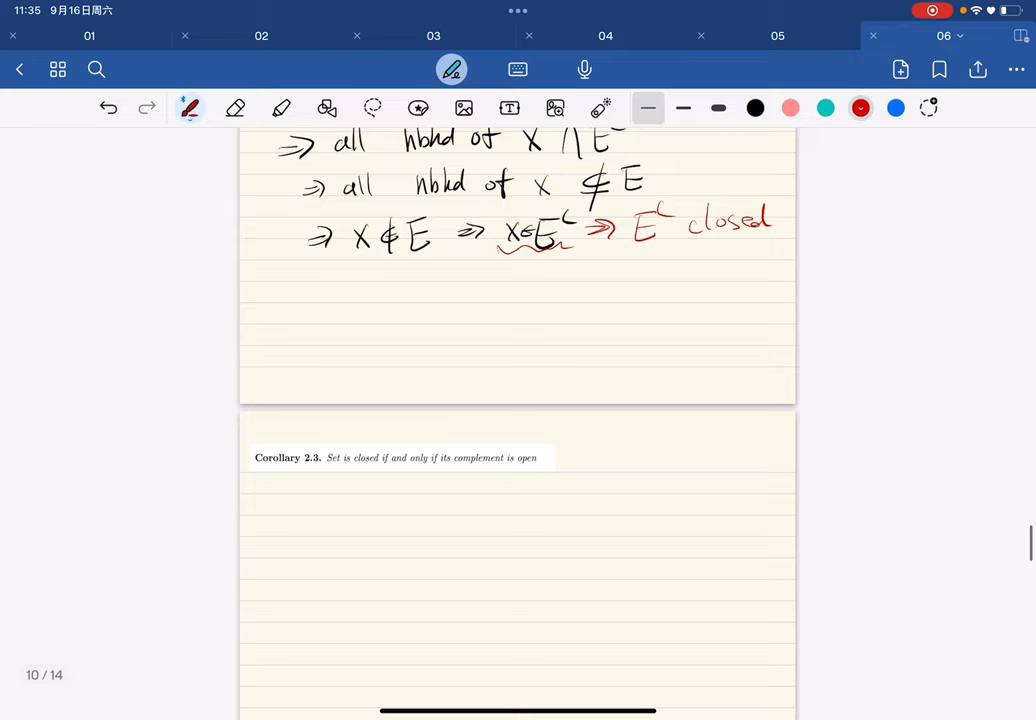 11:35 9月16日周六
01 02 03 04 05 06
⇒ all nbhd of x ∩ E^c
⇒ all nbhd of x ⊄ E
⇒ x ∉ E ⇒ x∈E^c ⇒ E^c closed
Corollary 2.3. Set is closed if and only if its complement is open
10 / 14